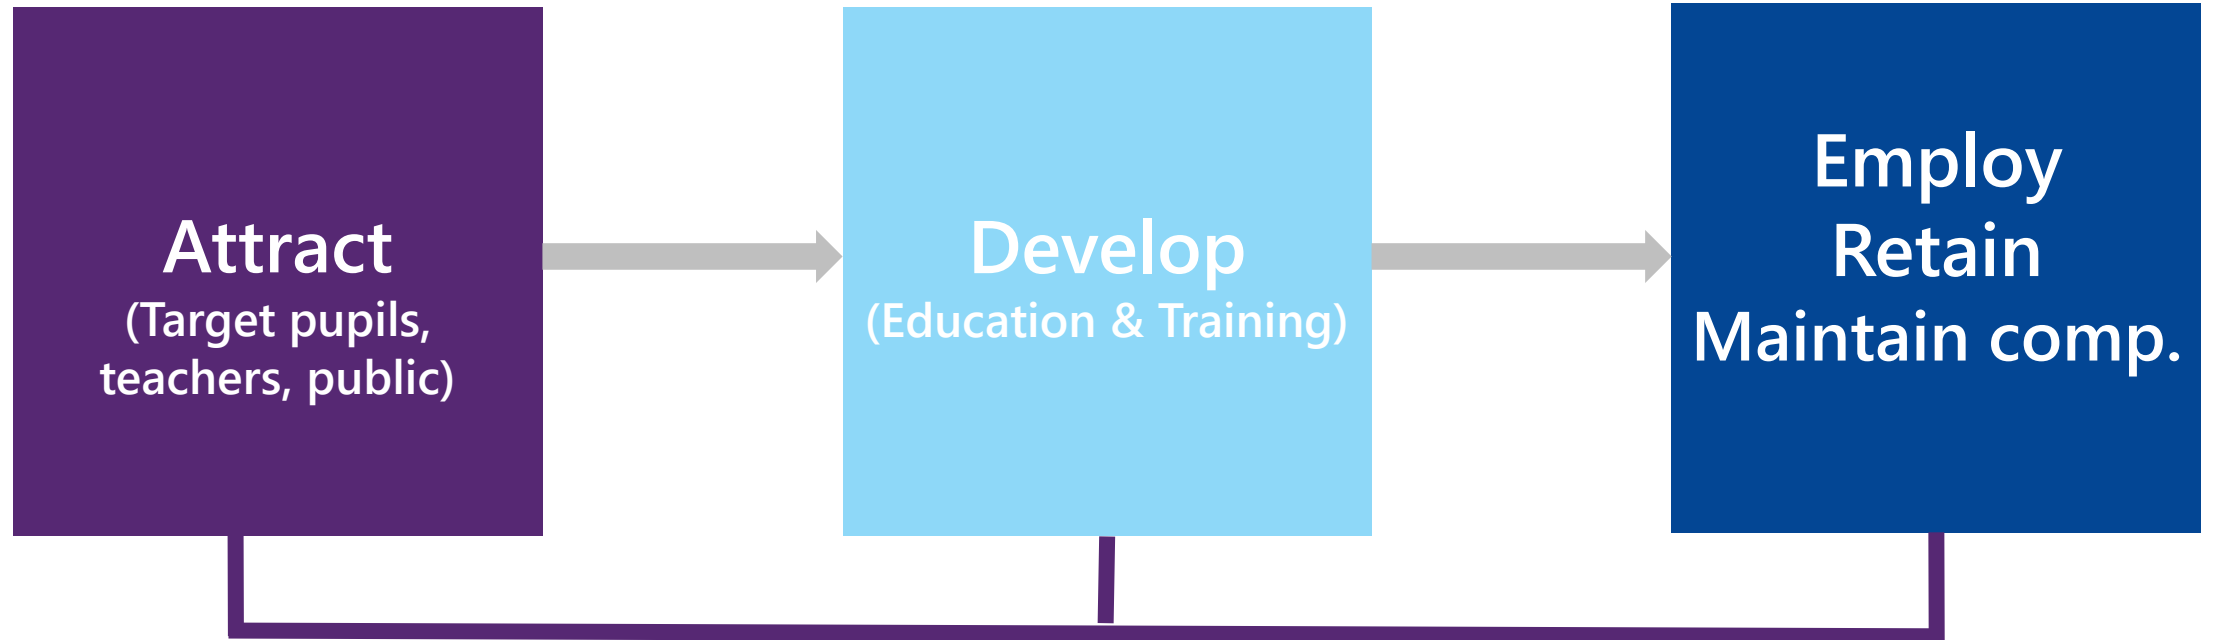 Attract
(Target pupils,
teachers, public)
Develop
(Education & Training)
Employ
Retain
Maintain comp.